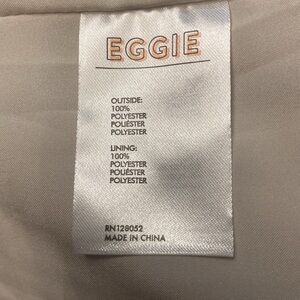 EGGIE
OUTSIDE:
100%
POLYESTER
POLIÉSTER
POLYESTER
LINING:
100%
POLYESTER
POLIÉSTER
POLYESTER
RN128052
MADE IN CHINA